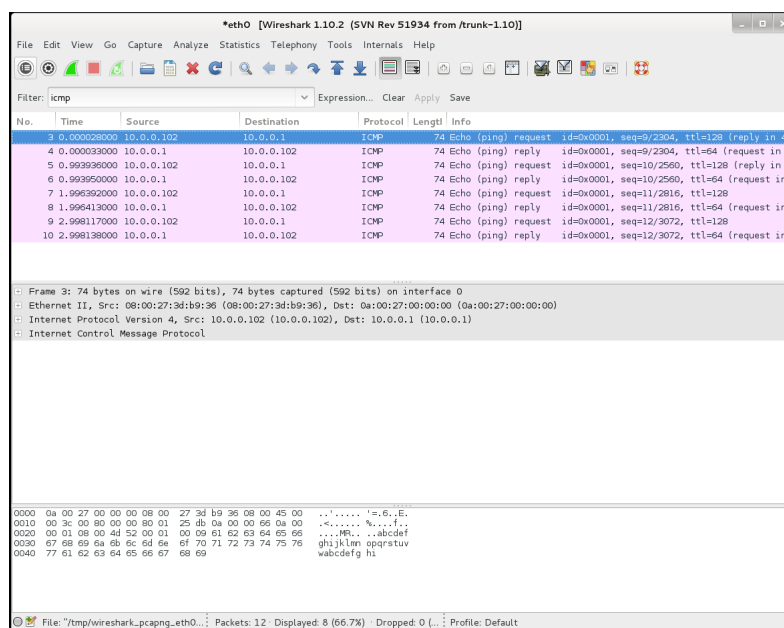 *eth0 [Wireshark 1.10.2 (SVN Rev 51934 from /trunk-1.10)]
File Edit View Go Capture Analyze Statistics Telephony Tools Internals Help
Filter: icmp Expression... Clear Apply Save
No. Time Source Destination Protocol Lengtl Info
3 0.000028000 10.0.0.102 10.0.0.1 ICMP 74 Echo (ping) request id=0x0001, seq=9/2304, ttl=128 (reply in 4
4 0.000033000 10.0.0.1 10.0.0.102 ICMP 74 Echo (ping) reply id=0x0001, seq=9/2304, ttl=64 (request in
5 0.993936000 10.0.0.102 10.0.0.1 ICMP 74 Echo (ping) request id=0x0001, seq=10/2560, ttl=128 (reply in
6 0.993950000 10.0.0.1 10.0.0.102 ICMP 74 Echo (ping) reply id=0x0001, seq=10/2560, ttl=64 (request in
7 1.996392000 10.0.0.102 10.0.0.1 ICMP 74 Echo (ping) request id=0x0001, seq=11/2816, ttl=128
8 1.996413000 10.0.0.1 10.0.0.102 ICMP 74 Echo (ping) reply id=0x0001, seq=11/2816, ttl=64 (request in
9 2.998117000 10.0.0.102 10.0.0.1 ICMP 74 Echo (ping) request id=0x0001, seq=12/3072, ttl=128
10 2.998138000 10.0.0.1 10.0.0.102 ICMP 74 Echo (ping) reply id=0x0001, seq=12/3072, ttl=64 (request in
Frame 3: 74 bytes on wire (592 bits), 74 bytes captured (592 bits) on interface 0
Ethernet II, Src: 08:00:27:3d:b9:36 (08:00:27:3d:b9:36), Dst: 0a:00:27:00:00:00 (0a:00:27:00:00:00)
Internet Protocol Version 4, Src: 10.0.0.102 (10.0.0.102), Dst: 10.0.0.1 (10.0.0.1)
Internet Control Message Protocol
0000 0a 00 27 00 00 00 08 00 27 3d b9 36 08 00 45 00 ..'..... '=.6..E.
0010 00 3c 00 80 00 00 80 01 25 db 0a 00 00 66 0a 00 .<...... %....f..
0020 00 01 08 00 4d 52 00 01 00 09 61 62 63 64 65 66 ....MR.. ..abcdef
0030 67 68 69 6a 6b 6c 6d 6e 6f 70 71 72 73 74 75 76 ghijklmn opqrstuv
0040 77 61 62 63 64 65 66 67 68 69 wabcdefg hi
File: "/tmp/wireshark_pcapng_eth0... Packets: 12 · Displayed: 8 (66.7%) · Dropped: 0 (... Profile: Default